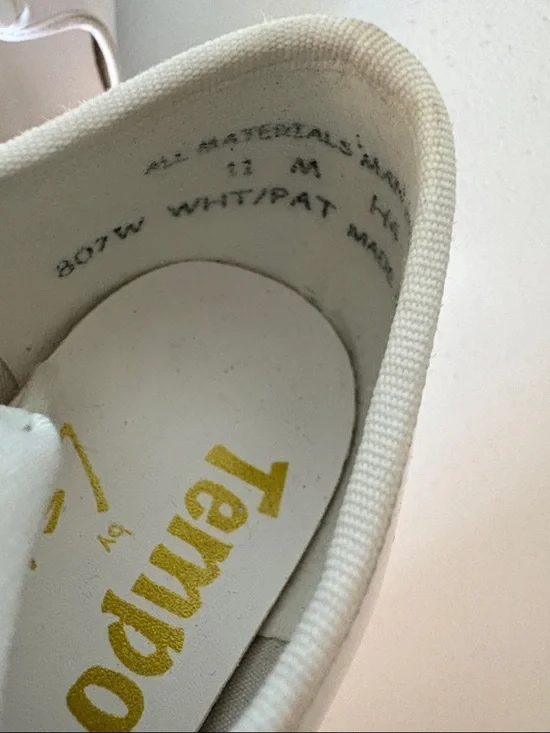 ALL MATERIALS MAN
11 M
807W WHT/PAT MADE
Tempo
by